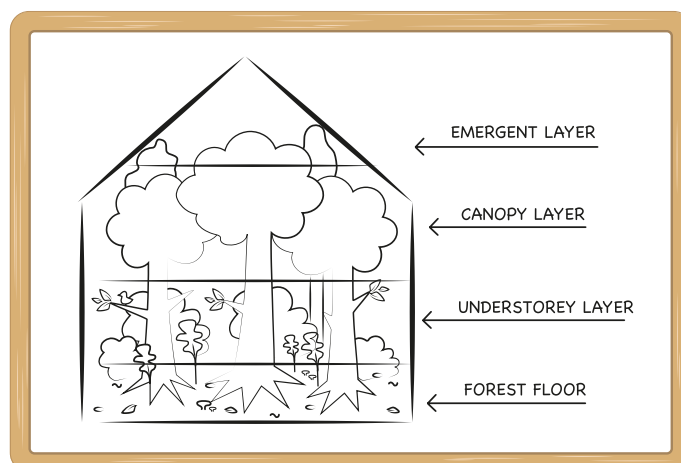 EMERGENT LAYER
CANOPY LAYER
UNDERSTOREY LAYER
FOREST FLOOR